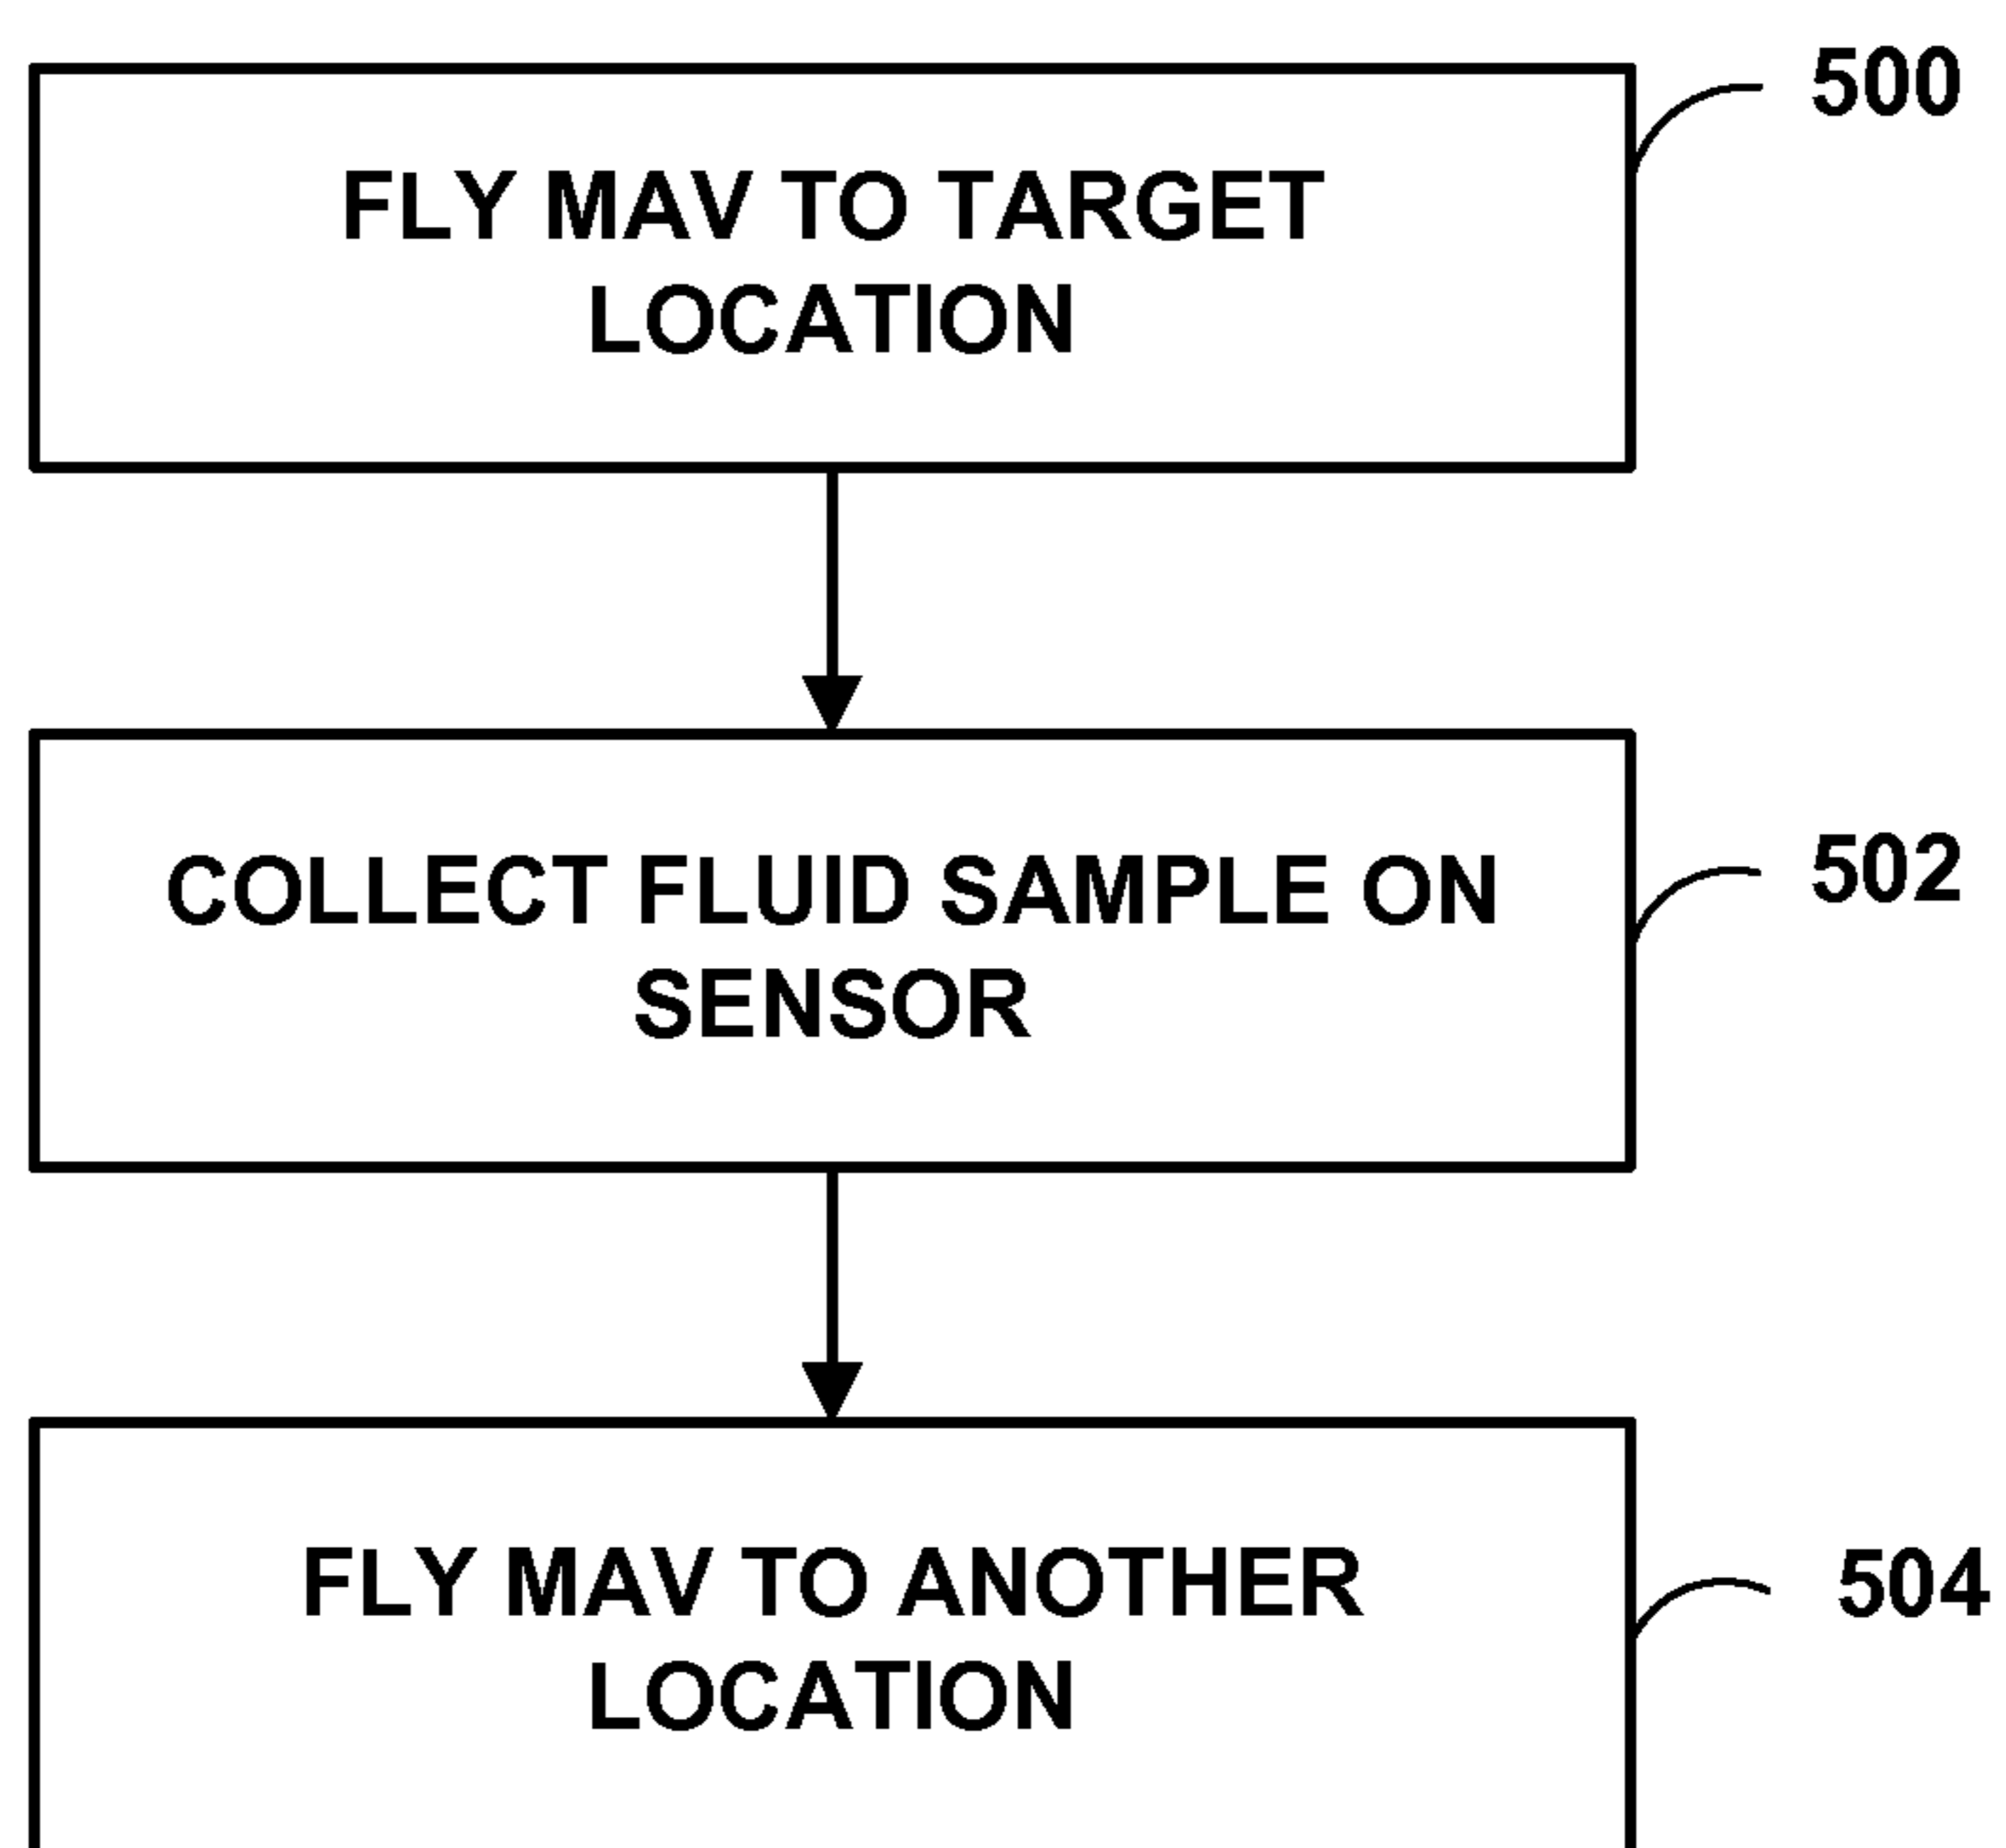 500
FLY MAV TO TARGET
LOCATION
502
COLLECT FLUID SAMPLE ON
SENSOR
504
FLY MAV TO ANOTHER
LOCATION